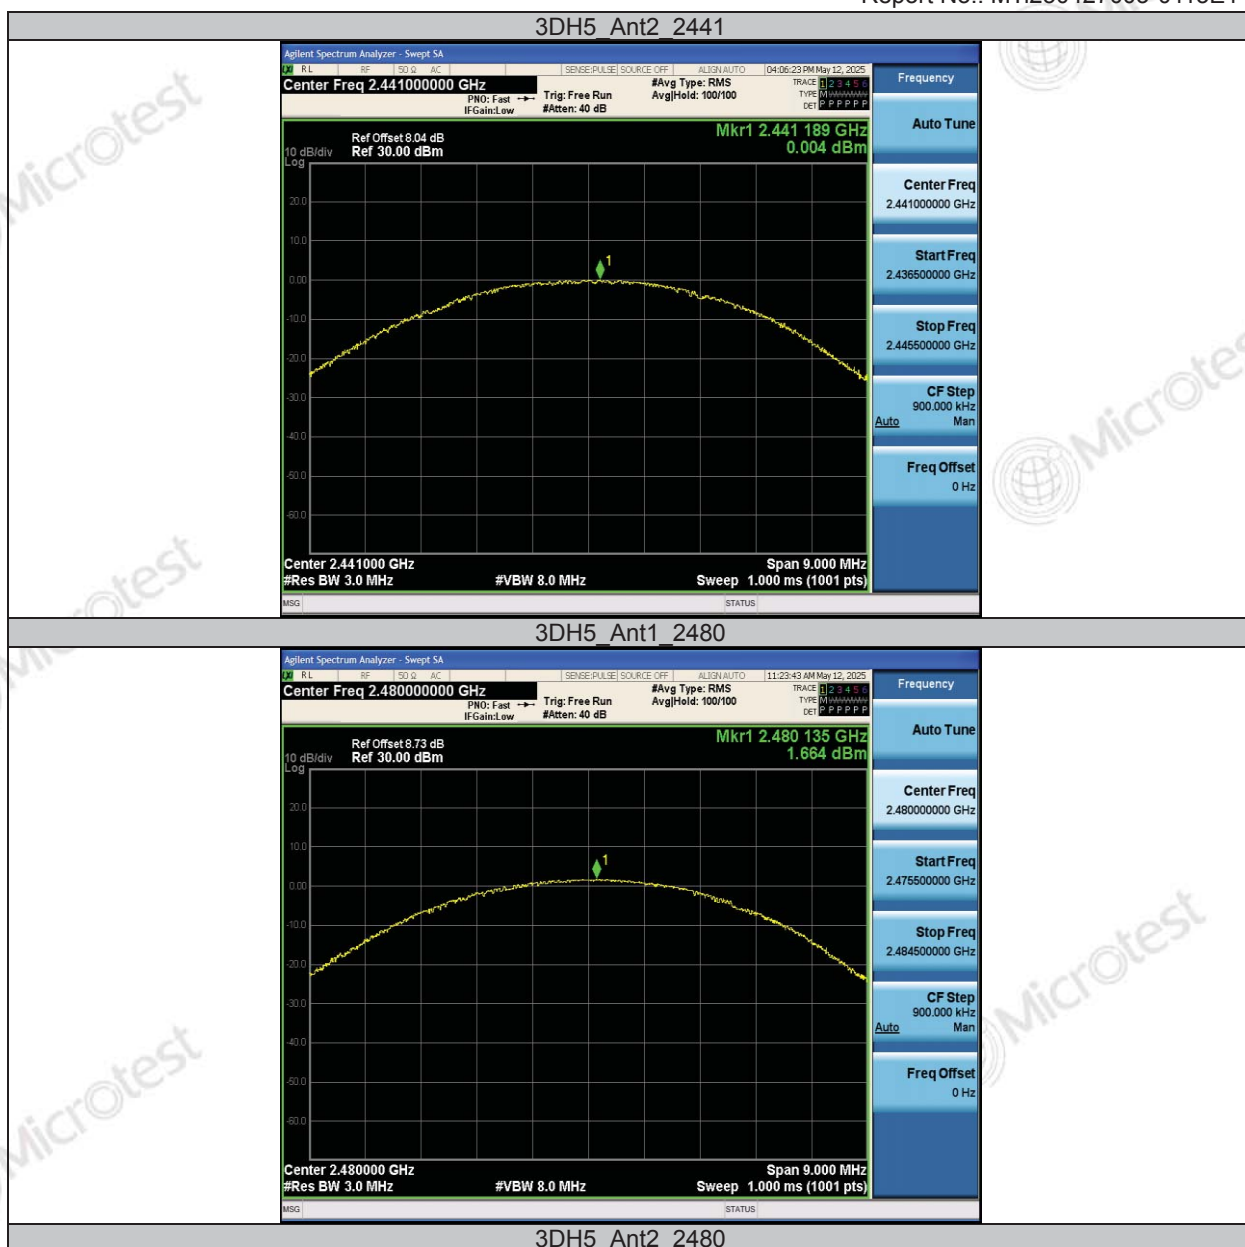 3DH5_Ant2_2441
Agilent Spectrum Analyzer - Swept SA
RL RF 50 Ω AC SENSE:PULSE SOURCE OFF ALIGN AUTO 04:06:23 PM May 12, 2025
Center Freq 2.441000000 GHz
PNO: Fast
IFGain:Low
Trig: Free Run
#Atten: 40 dB
#Avg Type: RMS
Avg|Hold: 100/100
TRACE 1 2 3 4 5 6
TYPE M
DET P P P P P P
Frequency
Ref Offset 8.04 dB
10 dB/div Ref 30.00 dBm
Log
Mkr1 2.441 189 GHz
0.004 dBm
Auto Tune
20.0
10.0
0.00
-10.0
-20.0
-30.0
-40.0
-50.0
-60.0
1
Center Freq
2.441000000 GHz
Start Freq
2.436500000 GHz
Stop Freq
2.445500000 GHz
CF Step
900.000 kHz
Auto Man
Freq Offset
0 Hz
Center 2.441000 GHz Span 9.000 MHz
#Res BW 3.0 MHz #VBW 8.0 MHz Sweep 1.000 ms (1001 pts)
MSG STATUS
3DH5_Ant1_2480
Agilent Spectrum Analyzer - Swept SA
RL RF 50 Ω AC SENSE:PULSE SOURCE OFF ALIGN AUTO 11:23:43 AM May 12, 2025
Center Freq 2.480000000 GHz
PNO: Fast
IFGain:Low
Trig: Free Run
#Atten: 40 dB
#Avg Type: RMS
Avg|Hold: 100/100
TRACE 1 2 3 4 5 6
TYPE M
DET P P P P P P
Frequency
Ref Offset 8.73 dB
10 dB/div Ref 30.00 dBm
Log
Mkr1 2.480 135 GHz
1.664 dBm
Auto Tune
20.0
10.0
0.00
-10.0
-20.0
-30.0
-40.0
-50.0
-60.0
1
Center Freq
2.480000000 GHz
Start Freq
2.475500000 GHz
Stop Freq
2.484500000 GHz
CF Step
900.000 kHz
Auto Man
Freq Offset
0 Hz
Center 2.480000 GHz Span 9.000 MHz
#Res BW 3.0 MHz #VBW 8.0 MHz Sweep 1.000 ms (1001 pts)
MSG STATUS
3DH5_Ant2_2480
Microtest
Microtest
Microtest
Microtest